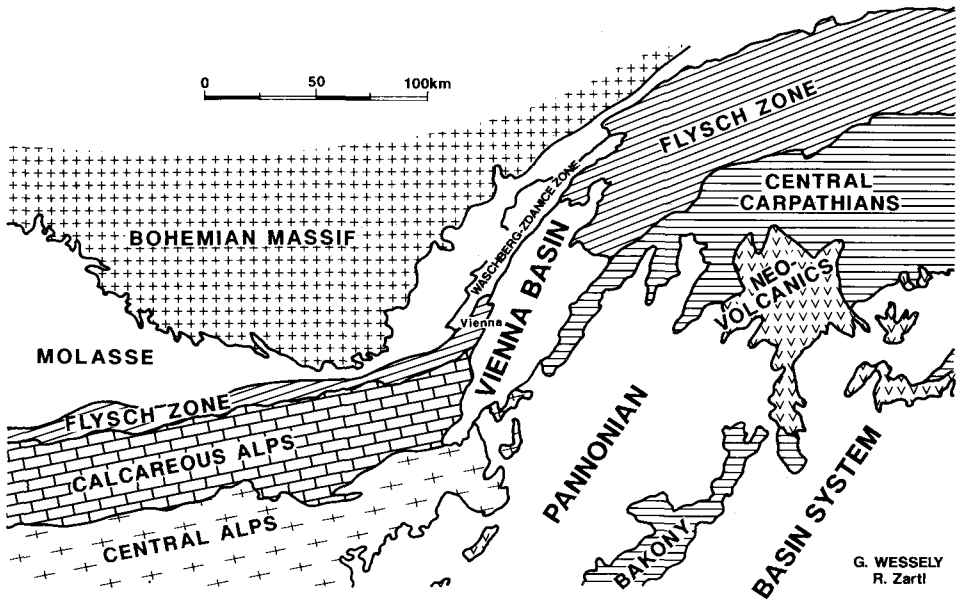 0 50 100km
FLYSCH ZONE
CENTRAL
CARPATHIANS
WASCHBERG-ZDANICE ZONE
BOHEMIAN MASSIF
NEO-
VOLCANICS
VIENNA BASIN
Vienna
MOLASSE
FLYSCH ZONE
CALCAREOUS ALPS
PANNONIAN
BASIN SYSTEM
CENTRAL ALPS
BAKONY
G. WESSELY
R. Zartl